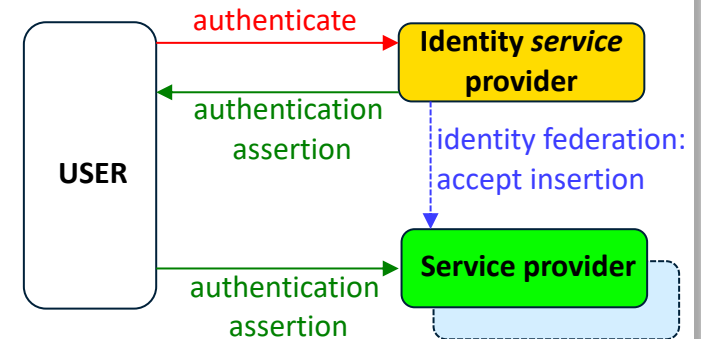 authenticate
Identity service
provider
authentication
assertion
identity federation:
accept insertion
USER
Service provider
authentication
assertion